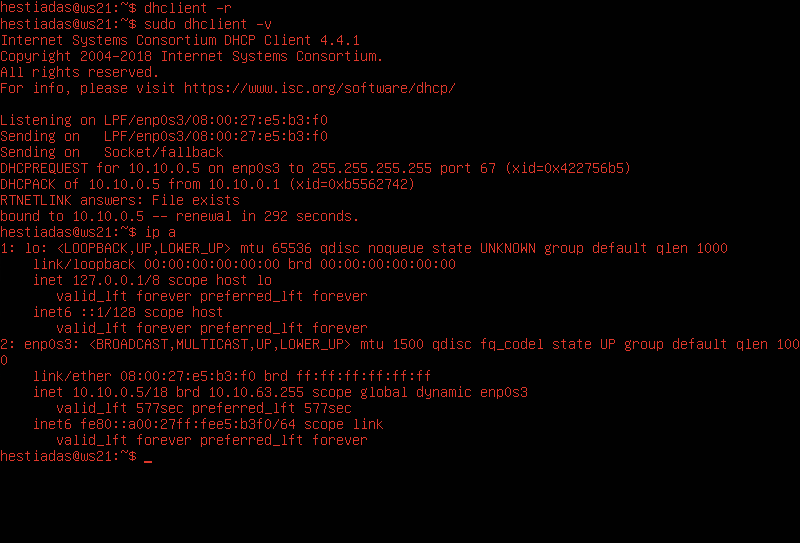 hestiadas@ws21:~$ dhclient -r
hestiadas@ws21:~$ sudo dhclient -v
Internet Systems Consortium DHCP Client 4.4.1
Copyright 2004-2018 Internet Systems Consortium.
All rights reserved.
For info, please visit https://www.isc.org/software/dhcp/

Listening on LPF/enp0s3/08:00:27:e5:b3:f0
Sending on   LPF/enp0s3/08:00:27:e5:b3:f0
Sending on   Socket/fallback
DHCPREQUEST for 10.10.0.5 on enp0s3 to 255.255.255.255 port 67 (xid=0x422756b5)
DHCPACK of 10.10.0.5 from 10.10.0.1 (xid=0xb5562742)
RTNETLINK answers: File exists
bound to 10.10.0.5 -- renewal in 292 seconds.
hestiadas@ws21:~$ ip a
1: lo: <LOOPBACK,UP,LOWER_UP> mtu 65536 qdisc noqueue state UNKNOWN group default qlen 1000
    link/loopback 00:00:00:00:00:00 brd 00:00:00:00:00:00
    inet 127.0.0.1/8 scope host lo
       valid_lft forever preferred_lft forever
    inet6 ::1/128 scope host
       valid_lft forever preferred_lft forever
2: enp0s3: <BROADCAST,MULTICAST,UP,LOWER_UP> mtu 1500 qdisc fq_codel state UP group default qlen 100
0
    link/ether 08:00:27:e5:b3:f0 brd ff:ff:ff:ff:ff:ff
    inet 10.10.0.5/18 brd 10.10.63.255 scope global dynamic enp0s3
       valid_lft 577sec preferred_lft 577sec
    inet6 fe80::a00:27ff:fee5:b3f0/64 scope link
       valid_lft forever preferred_lft forever
hestiadas@ws21:~$ _